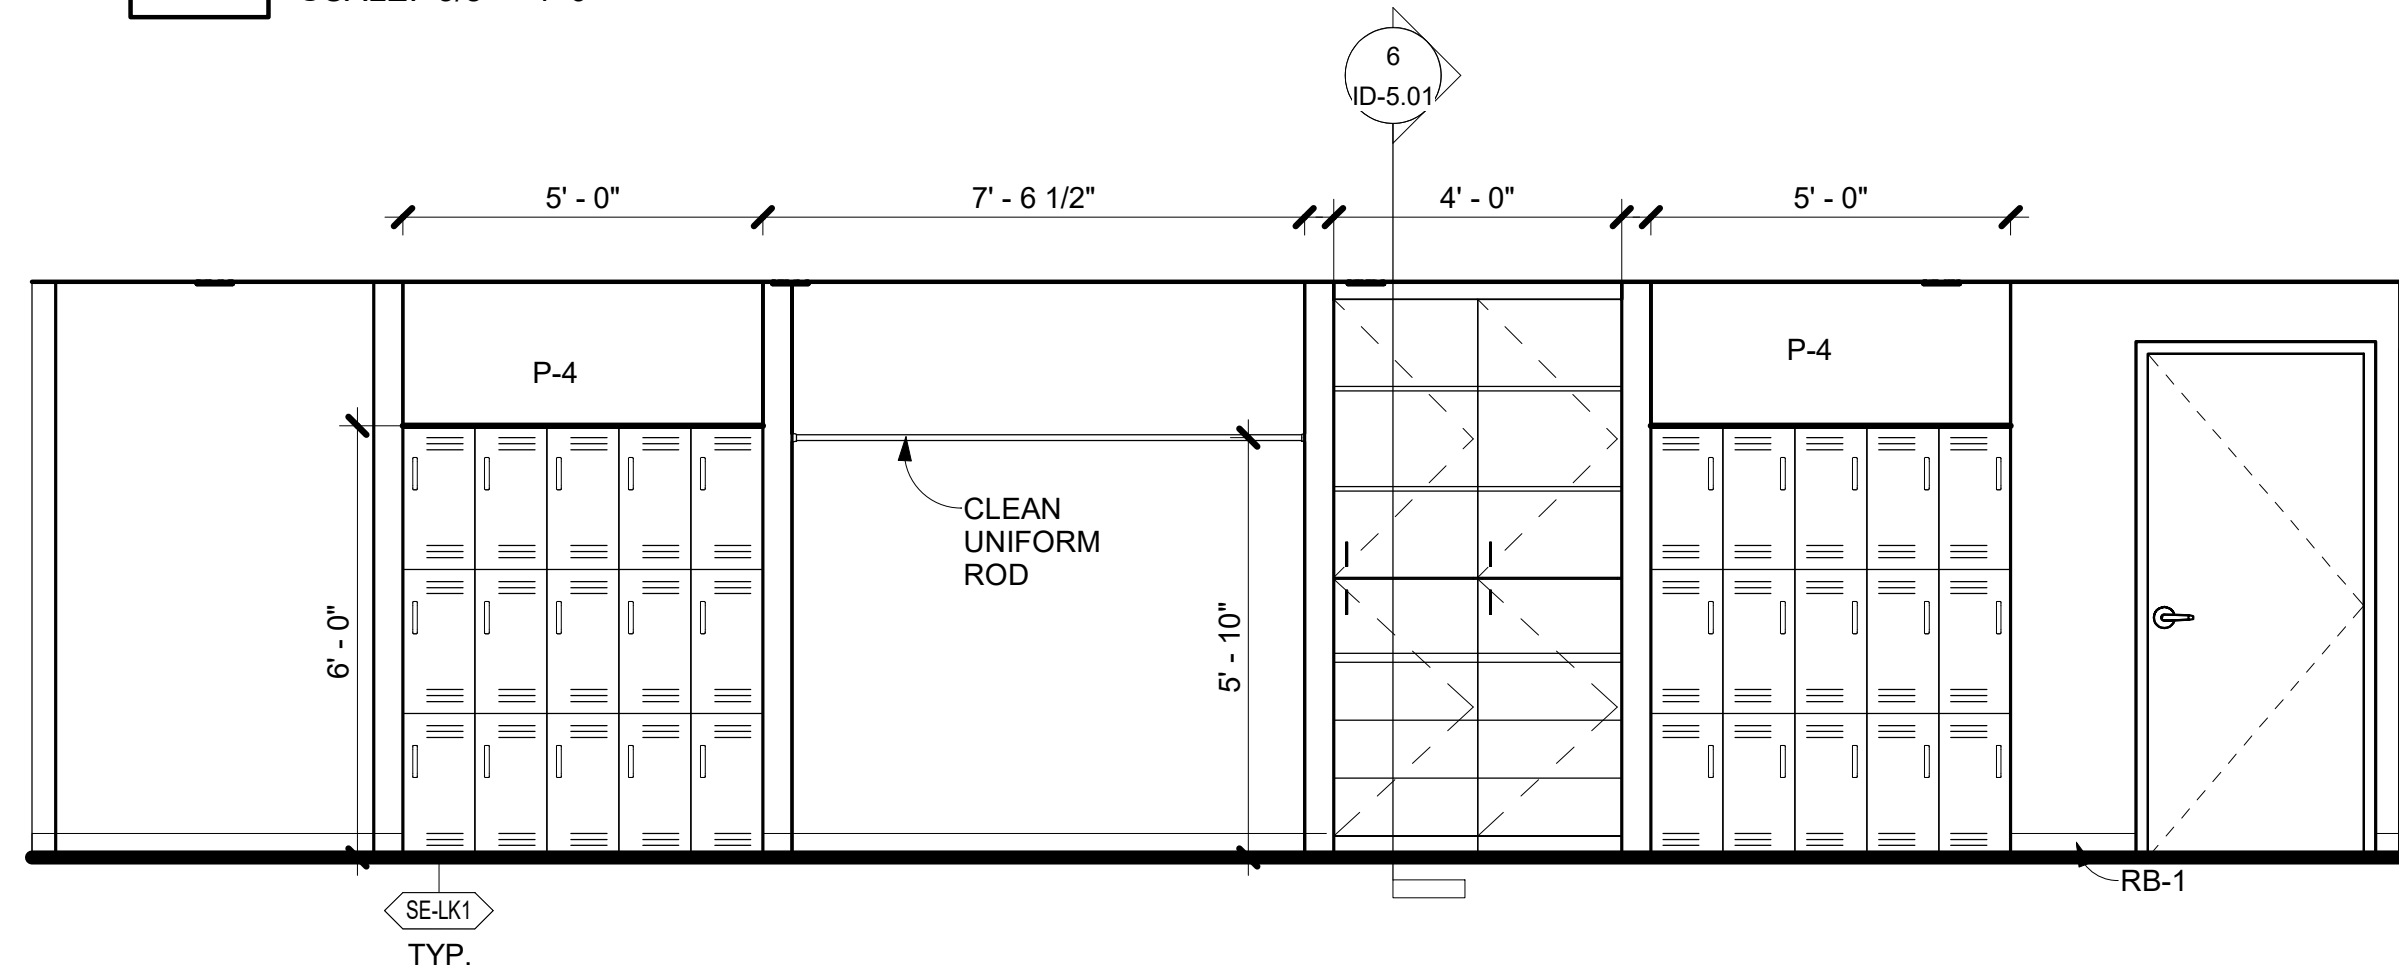 6
ID-5.01
5' - 0"
7' - 6 1/2"
4' - 0"
5' - 0"
P-4
P-4
CLEAN
UNIFORM
ROD
6' - 0"
5' - 10"
RB-1
SE-LK1
TYP.